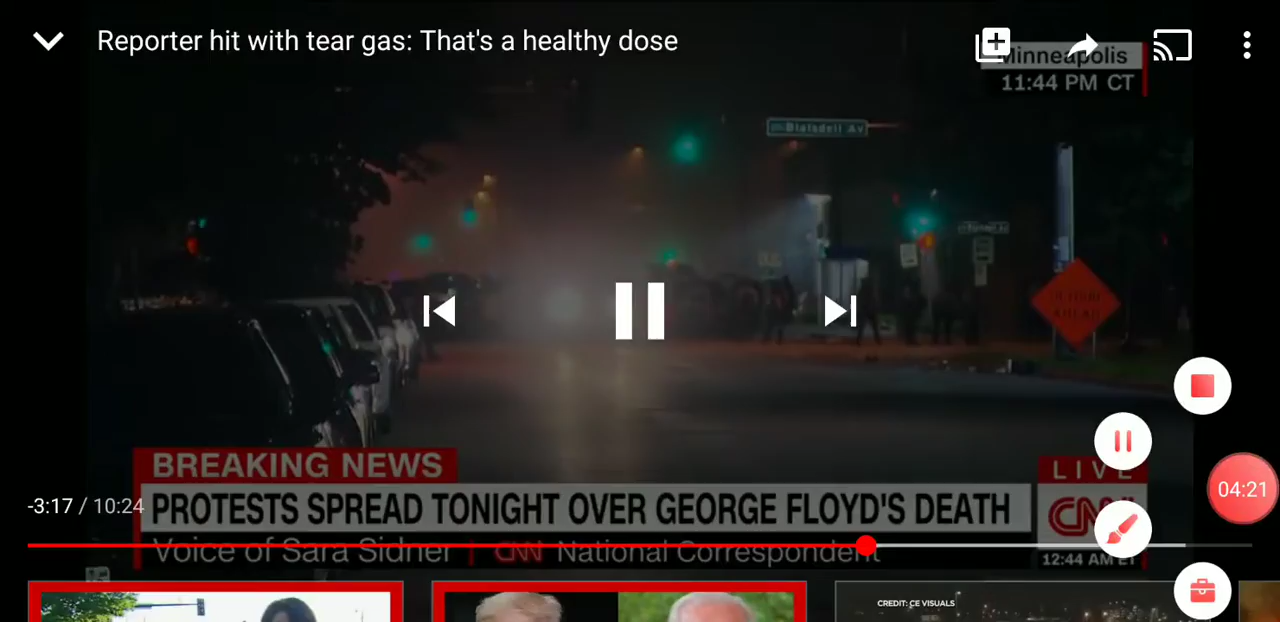 Reporter hit with tear gas: That's a healthy dose
Minneapolis
11:44 PM CT
Blaisdell Av
AHEAD
BREAKING NEWS
LIVE
-3:17 / 10:24
PROTESTS SPREAD TONIGHT OVER GEORGE FLOYD'S DEATH
CNN
04:21
Voice of Sara Sidner | CNN National Correspondent
12:44 AM ET
CREDIT: CE VISUALS